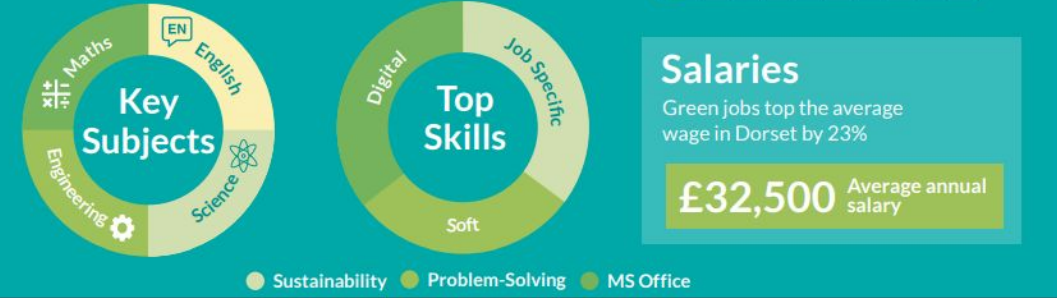 Key
Subjects
Maths
EN
English
Engineering
Science
Top
Skills
Digital
Job Specific
Soft
Sustainability
Problem-Solving
MS Office
Salaries
Green jobs top the average
wage in Dorset by 23%
£32,500
Average annual
salary